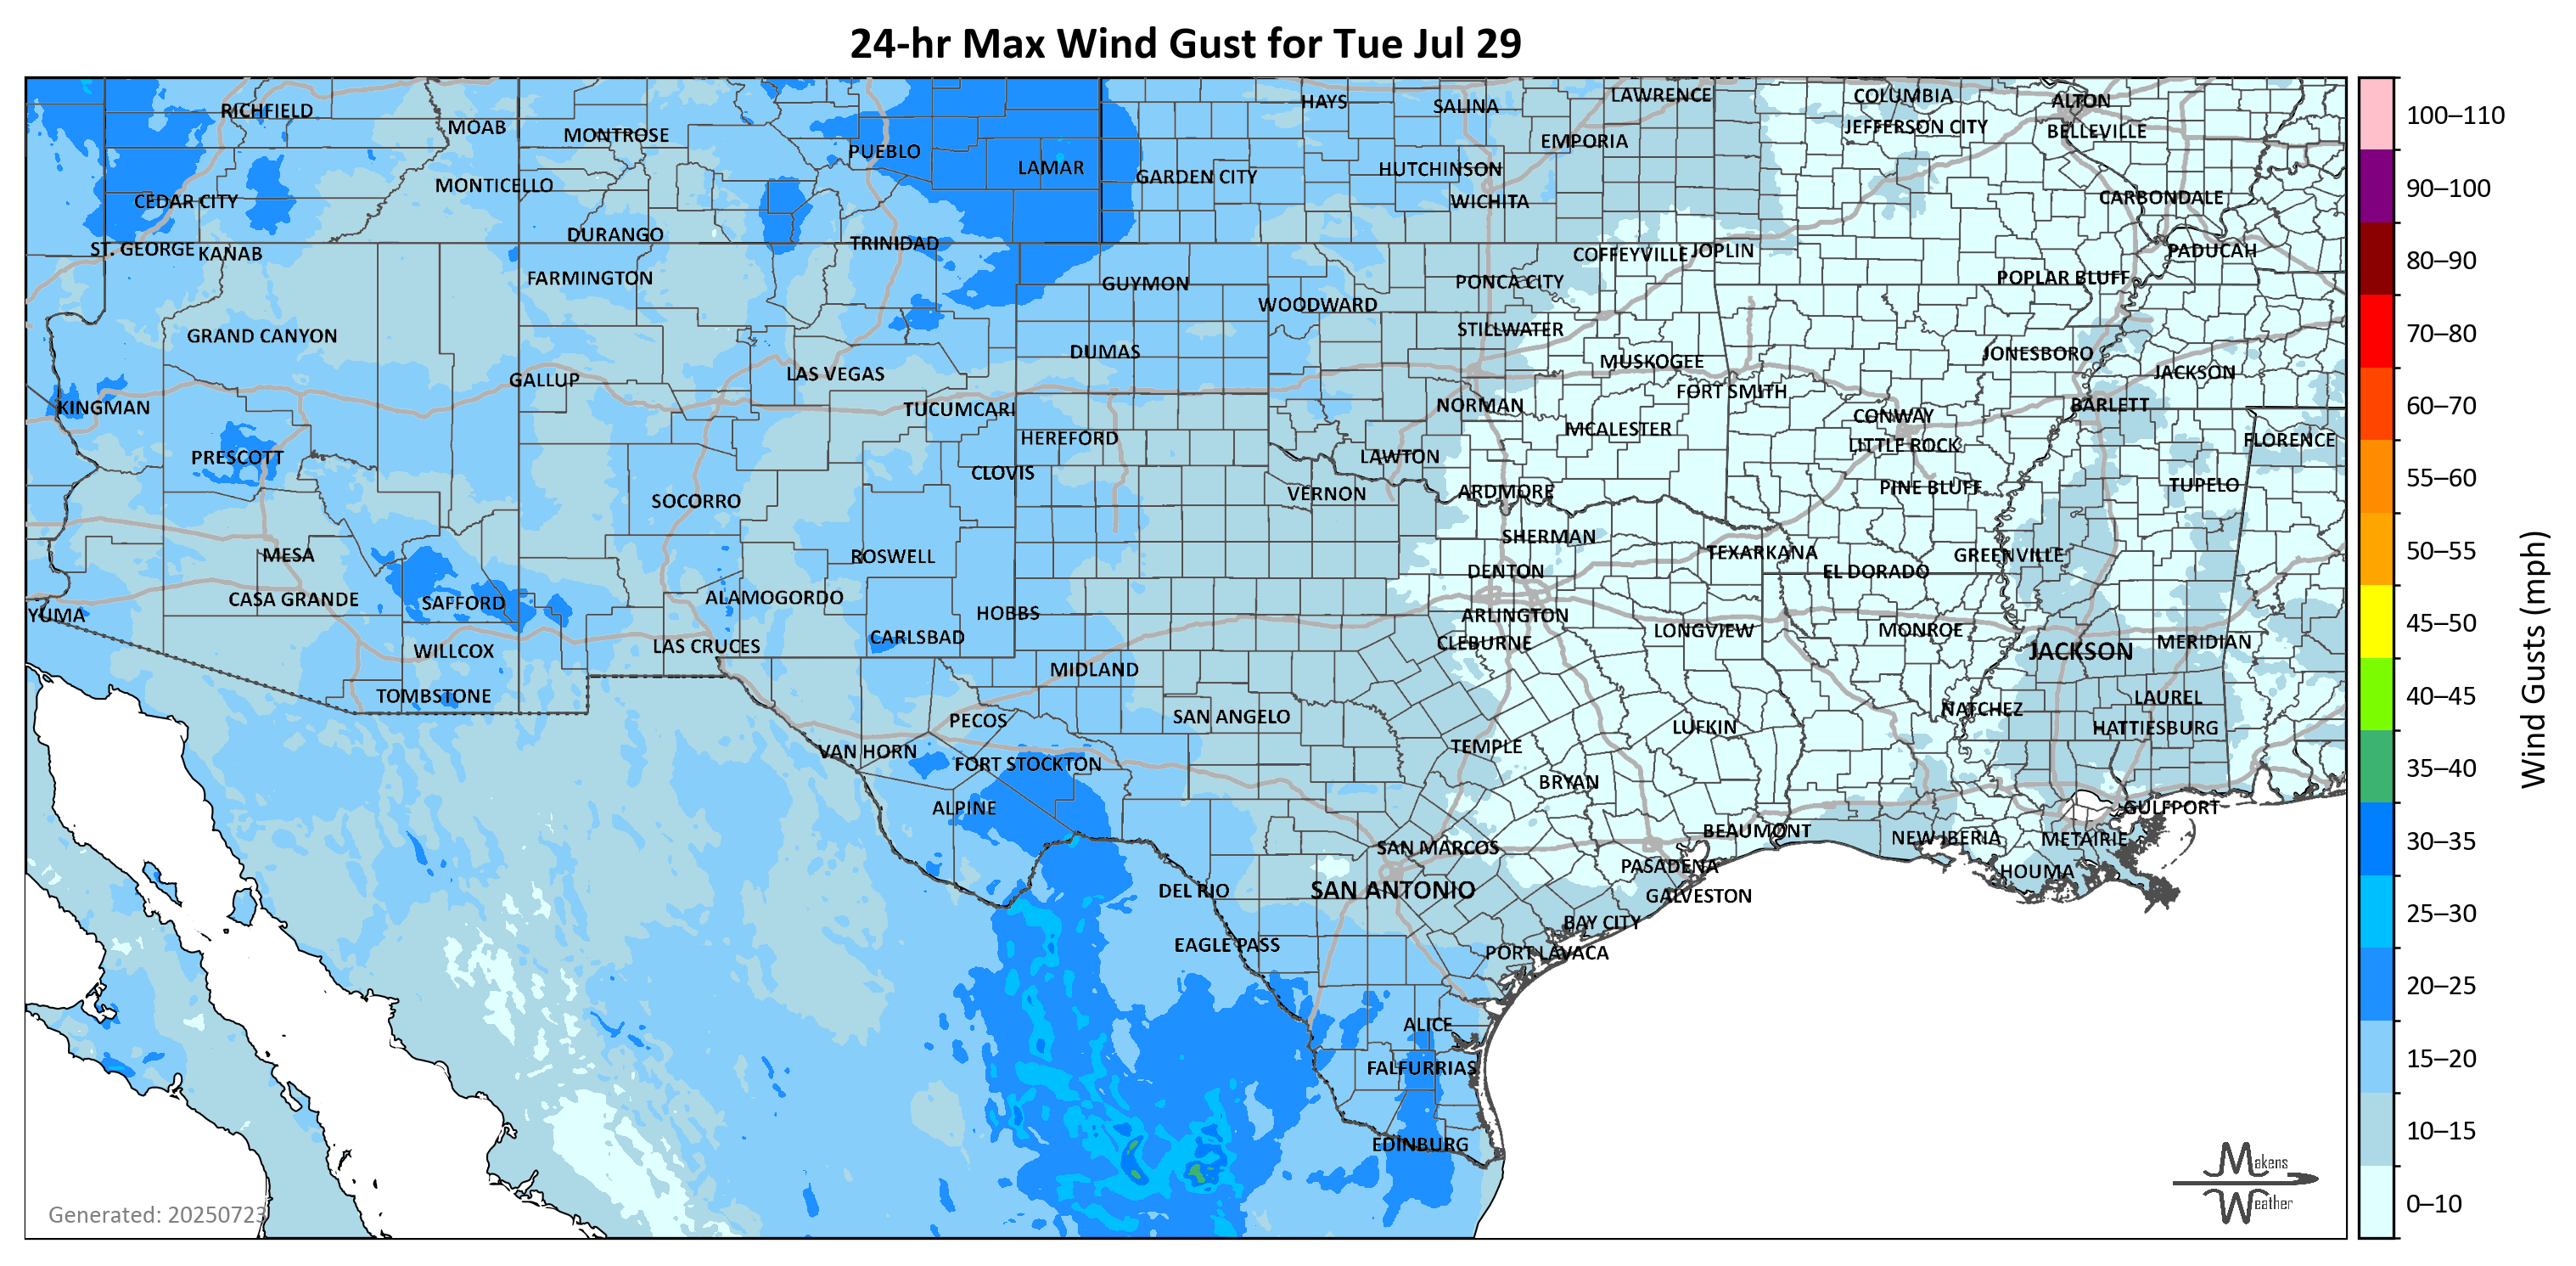 24-hr Max Wind Gust for Tue Jul 29
RICHFIELD
MOAB
MONTROSE
PUEBLO
LAMAR
HAYS
SALINA
LAWRENCE
COLUMBIA
ALTON
EMPORIA
JEFFERSON CITY
BELLEVILLE
CEDAR CITY
MONTICELLO
GARDEN CITY
HUTCHINSON
WICHITA
CARBONDALE
ST. GEORGE
KANAB
DURANGO
TRINIDAD
COFFEYVILLE
JOPLIN
PADUCAH
FARMINGTON
GUYMON
WOODWARD
PONCA CITY
POPLAR BLUFF
GRAND CANYON
DUMAS
STILLWATER
MUSKOGEE
JONESBORO
JACKSON
KINGMAN
GALLUP
LAS VEGAS
TUCUMCARI
NORMAN
FORT SMITH
CONWAY
BARLETT
PRESCOTT
HEREFORD
CLOVIS
LAWTON
MCALESTER
LITTLE ROCK
FLORENCE
SOCORRO
VERNON
ARDMORE
PINE BLUFF
TUPELO
MESA
ROSWELL
SHERMAN
TEXARKANA
GREENVILLE
CASA GRANDE
SAFFORD
ALAMOGORDO
DENTON
EL DORADO
YUMA
HOBBS
ARLINGTON
WILLCOX
LAS CRUCES
CARLSBAD
CLEBURNE
LONGVIEW
MONROE
JACKSON
MERIDIAN
TOMBSTONE
MIDLAND
PECOS
SAN ANGELO
LUFKIN
NATCHEZ
LAUREL
HATTIESBURG
VAN HORN
FORT STOCKTON
TEMPLE
BRYAN
ALPINE
SAN MARCOS
BEAUMONT
NEW IBERIA
METAIRIE
GULFPORT
DEL RIO
SAN ANTONIO
PASADENA
GALVESTON
HOUMA
EAGLE PASS
BAY CITY
PORT LAVACA
ALICE
FALFURRIAS
EDINBURG
100–110
90–100
80–90
70–80
60–70
55–60
50–55
45–50
40–45
35–40
30–35
25–30
20–25
15–20
10–15
0–10
Wind Gusts (mph)
Generated: 20250723
Makens
Weather